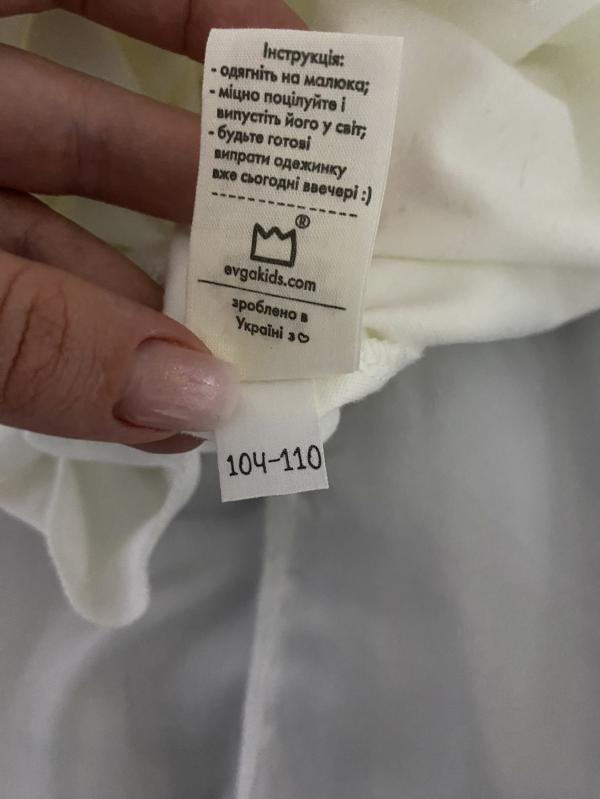 Інструкція:
- одягніть на малюка;
- міцно поцілуйте і
випустіть його у світ;
- будьте готові
випрати одежинку
вже сьогодні ввечері :)
®
evgakids.com
зроблено в
Україні з ♡
104-110